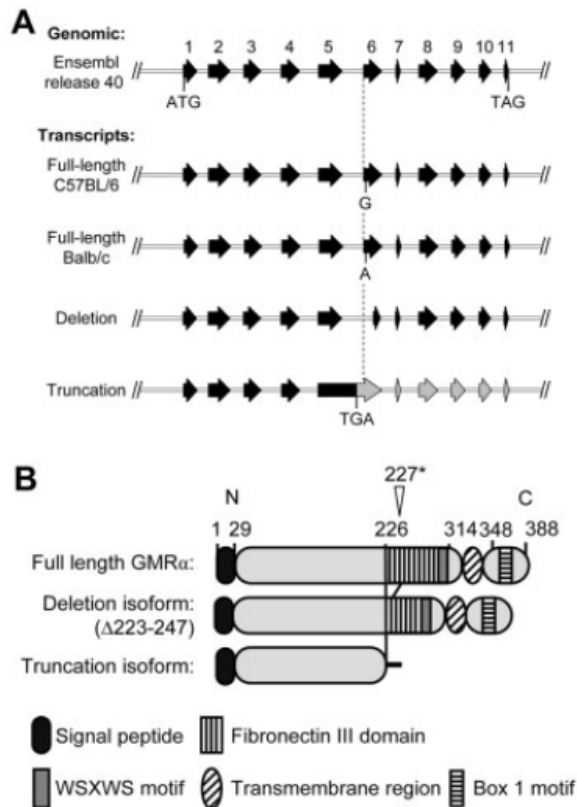 A
Genomic:
1 2 3 4 5 6 7 8 9 10 11
Ensembl
release 40
ATG
TAG
Transcripts:
Full-length
C57BL/6
G
Full-length
Balb/c
A
Deletion
Truncation
TGA
B
227*
N C
1 29 226 314 348 388
Full length GMRα:
Deletion isoform:
(Δ223-247)
Truncation isoform:
Signal peptide
Fibronectin III domain
WSXWS motif
Transmembrane region
Box 1 motif